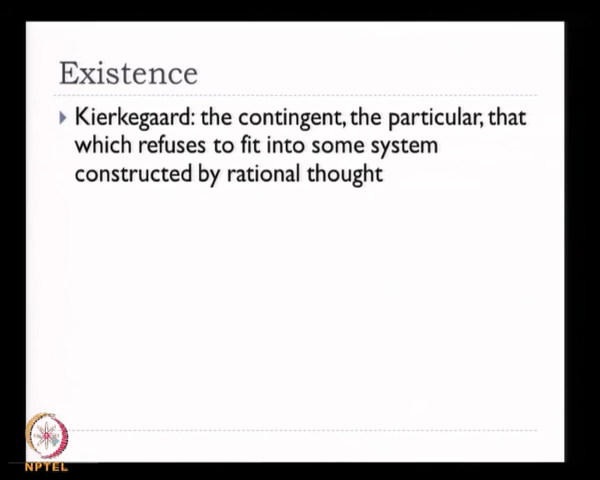 Existence
Kierkegaard: the contingent, the particular, that
which refuses to fit into some system
constructed by rational thought
NPTEL